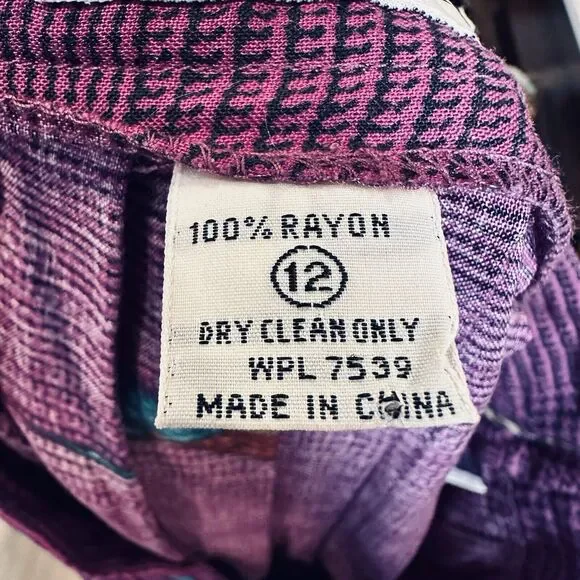 100% RAYON
12
DRY CLEAN ONLY
WPL 7539
MADE IN CHINA